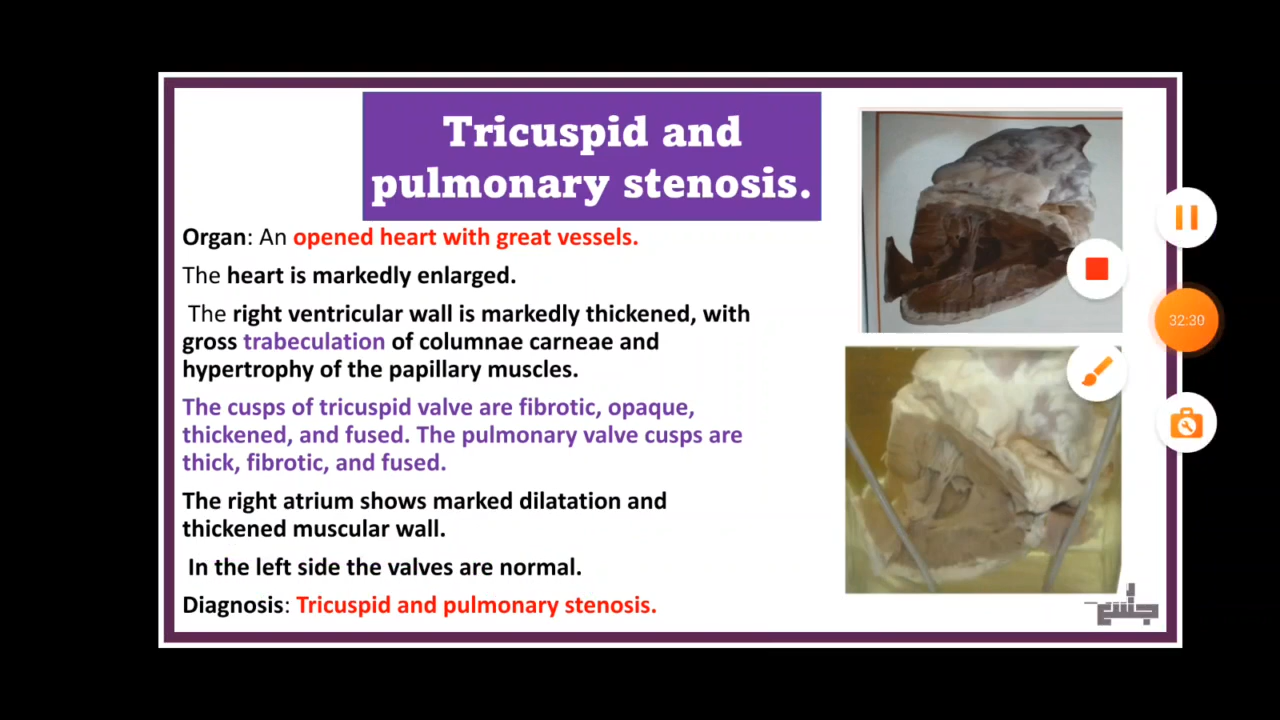 Tricuspid and
pulmonary stenosis.
Organ: An opened heart with great vessels.
The heart is markedly enlarged.
The right ventricular wall is markedly thickened, with
gross trabeculation of columnae carneae and
hypertrophy of the papillary muscles.
The cusps of tricuspid valve are fibrotic, opaque,
thickened, and fused. The pulmonary valve cusps are
thick, fibrotic, and fused.
The right atrium shows marked dilatation and
thickened muscular wall.
In the left side the valves are normal.
Diagnosis: Tricuspid and pulmonary stenosis.
32:30